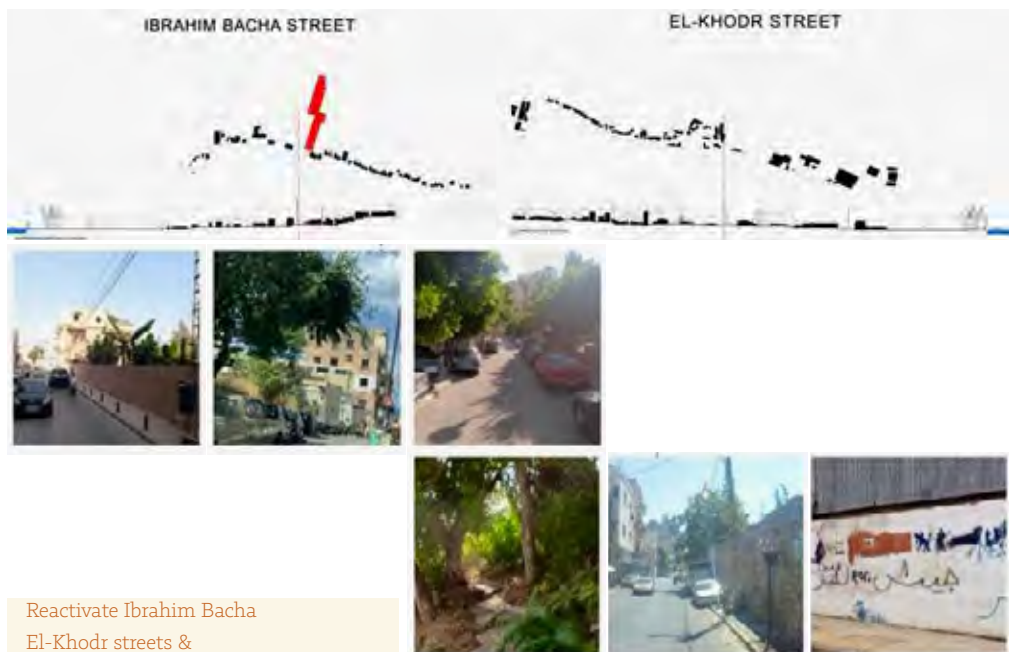 IBRAHIM BACHA STREET
EL-KHODR STREET
Reactivate Ibrahim Bacha
El-Khodr streets &